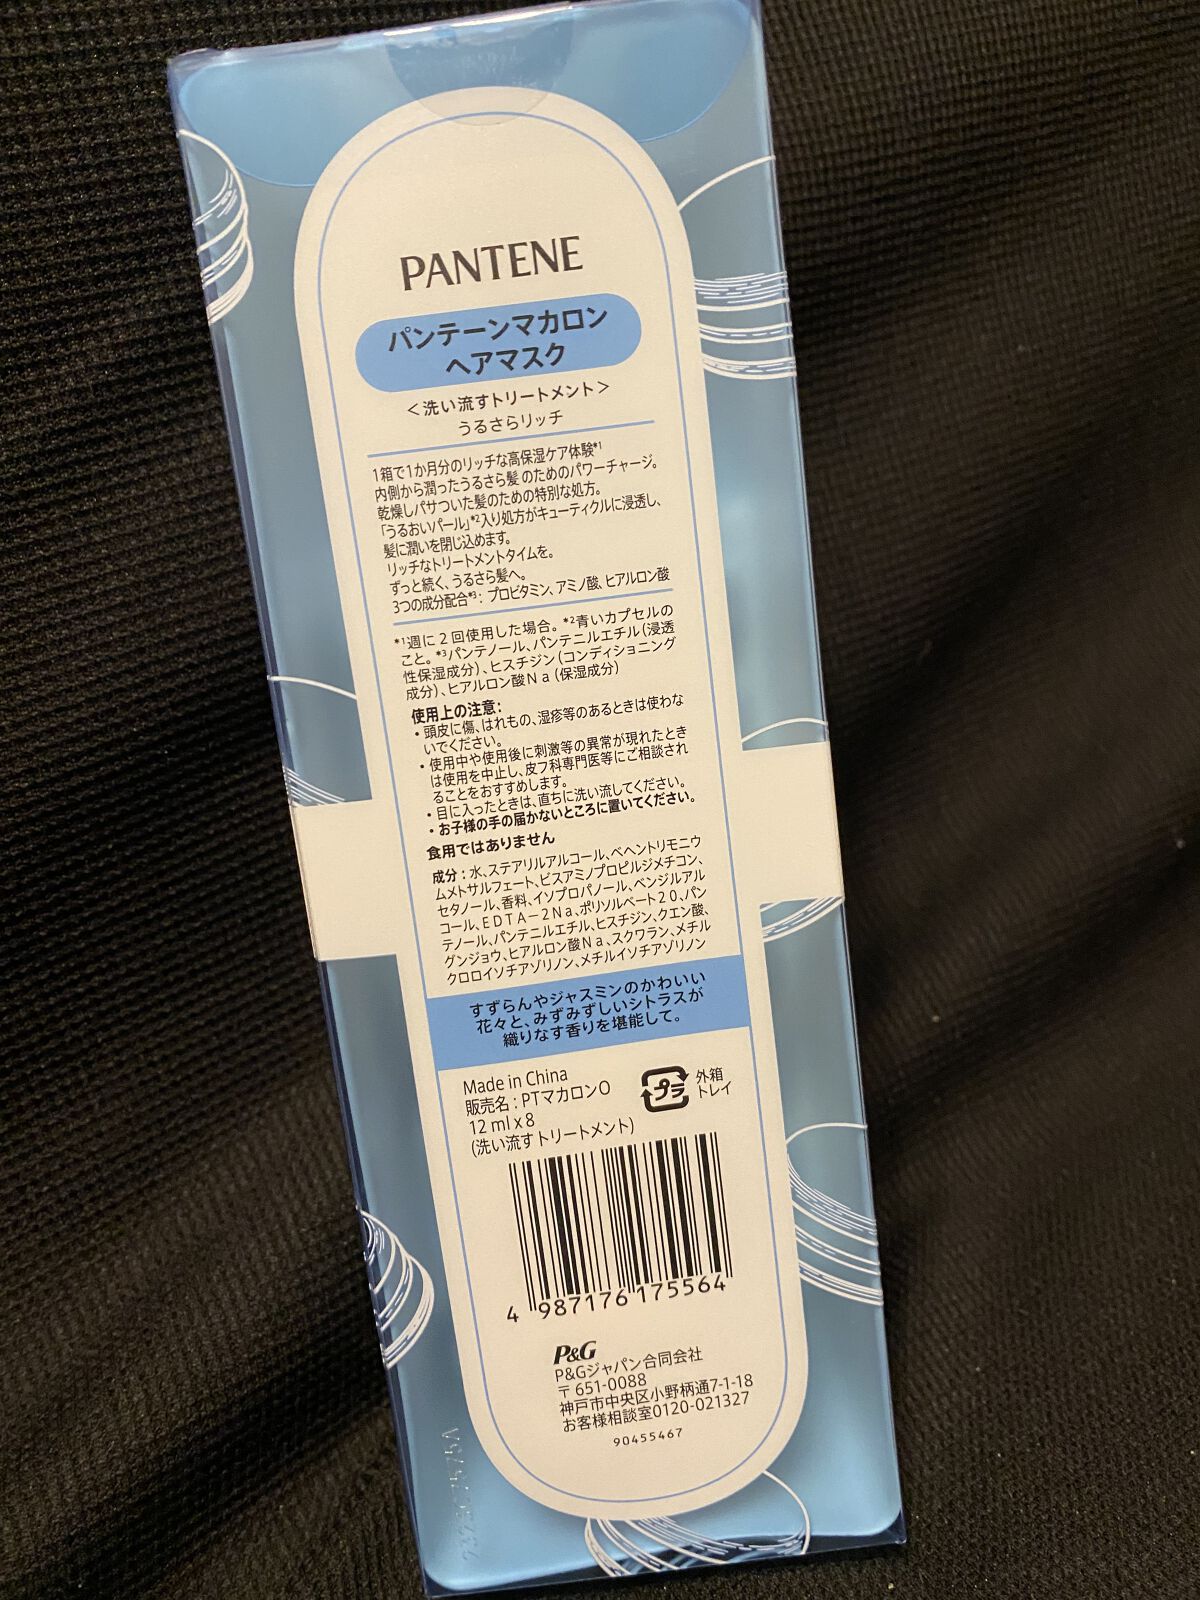 PANTENE
パンテーンマカロン
ヘアマスク
＜洗い流すトリートメント＞
うるさらリッチ
1箱で1か月分のリッチな高保湿ケア体験*1
内側から潤ったうるさら髪のためのパワーチャージ。
乾燥しパサついた髪のための特別な処方。
「うるおいパール」*2入り処方がキューティクルに浸透し、
髪に潤いを閉じ込めます。
リッチなトリートメントタイムを。
ずっと続く、うるさら髪へ。
3つの成分配合*3：プロビタミン、アミノ酸、ヒアルロン酸
*1週に2回使用した場合。*2青いカプセルの
こと。*3パンテノール、パンテニルエチル（浸透
性保湿成分）、ヒスチジン（コンディショニング
成分）、ヒアルロン酸Ｎａ（保湿成分）
使用上の注意：
・頭皮に傷、はれもの、湿疹等のあるときは使わな
いでください。
・使用中や使用後に刺激等の異常が現れたとき
は使用を中止し、皮フ科専門医等にご相談され
ることをおすすめします。
・目に入ったときは、直ちに洗い流してください。
・お子様の手の届かないところに置いてください。
食用ではありません
成分：水、ステアリルアルコール、ベヘントリモニウ
ムメトサルフェート、ビスアミノプロピルジメチコン、
セタノール、香料、イソプロパノール、ベンジルアル
コール、ＥＤＴＡ－２Ｎａ、ポリソルベート２０、パン
テノール、パンテニルエチル、ヒスチジン、クエン酸、
グンジョウ、ヒアルロン酸Ｎａ、スクワラン、メチル
クロロイソチアゾリノン、メチルイソチアゾリノン
すずらんやジャスミンのかわいい
花々と、みずみずしいシトラスが
織りなす香りを堪能して。
Made in China
販売名：PTマカロンO
12 ml x 8
(洗い流すトリートメント)
プラ
外箱
トレイ
4 987176 175564
P&G
P&Gジャパン合同会社
〒651-0088
神戸市中央区小野柄通7-1-18
お客様相談室0120-021327
90455467